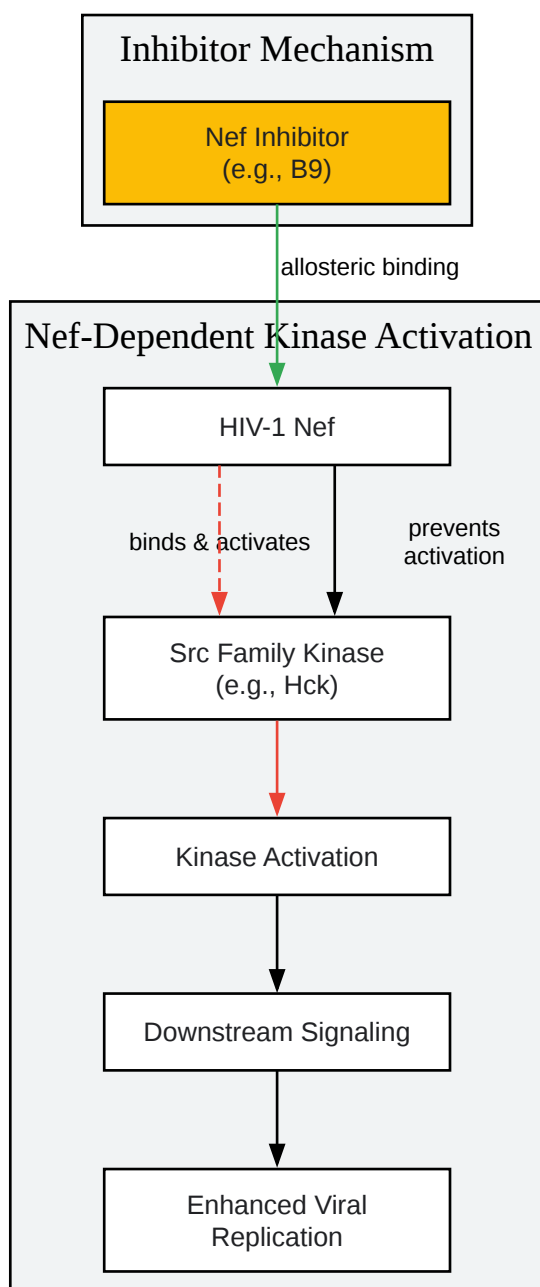 Inhibitor Mechanism
Nef Inhibitor
(e.g., B9)
allosteric binding
Nef-Dependent Kinase Activation
HIV-1 Nef
binds & activates
prevents
activation
Src Family Kinase
(e.g., Hck)
Kinase Activation
Downstream Signaling
Enhanced Viral
Replication